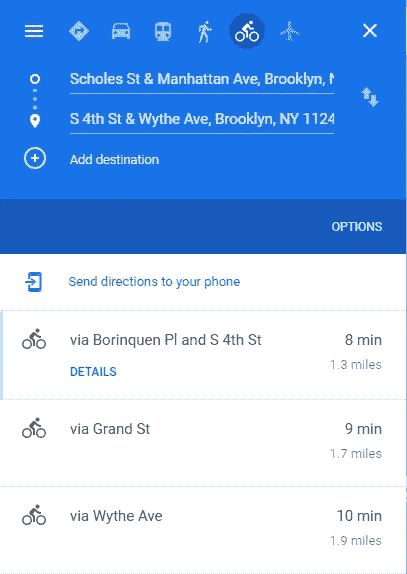 Scholes St & Manhattan Ave, Brooklyn,
S 4th St & Wythe Ave, Brooklyn, NY 1124
Add destination
OPTIONS
Send directions to your phone
via Borinquen Pl and S 4th St 8 min
DETAILS 1.3 miles
via Grand St 9 min
1.7 miles
via Wythe Ave 10 min
1.9 miles